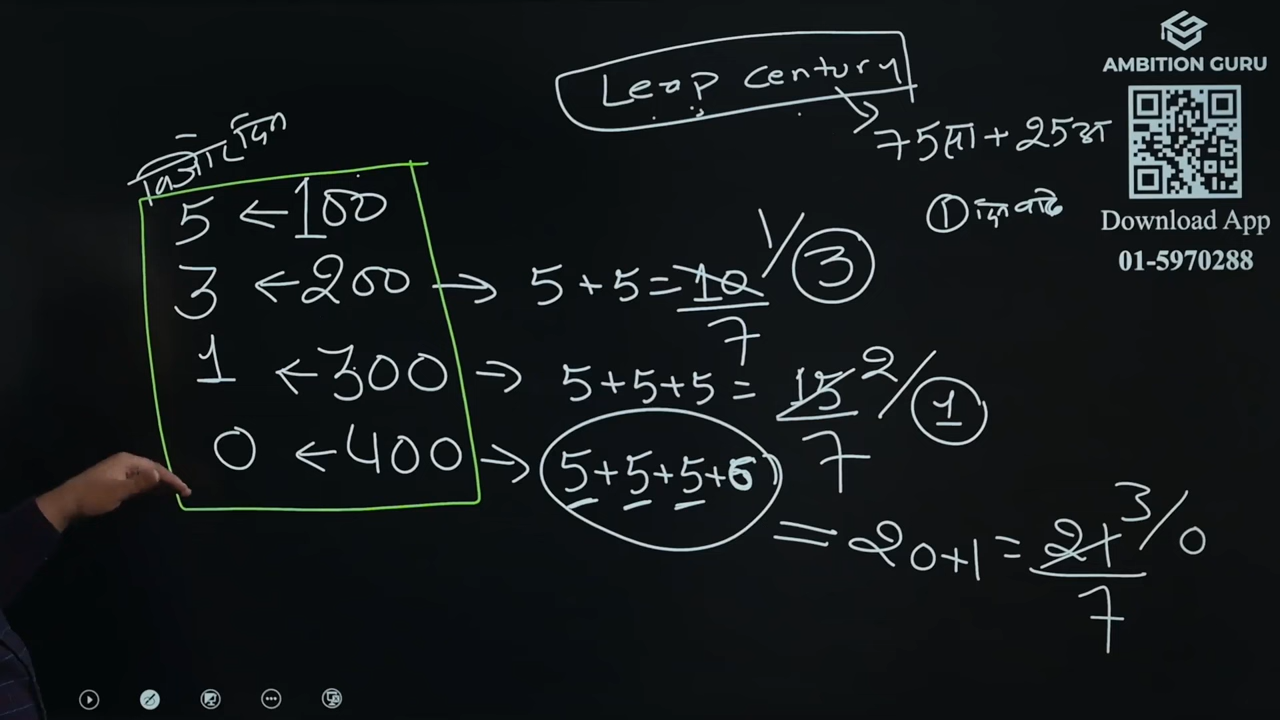 Leap century
AMBITION GURU
75सा + 25अ
विजोर दिन
5 ← 100
① दिन बढि
Download App
01-5970288
3 ← 200 → 5 + 5 = 10/7 1/3
1 ← 300 → 5 + 5 + 5 = 15/7 2/1
0 ← 400 → 5 + 5 + 5 + 6
= 20 + 1 = 21/7 3/0